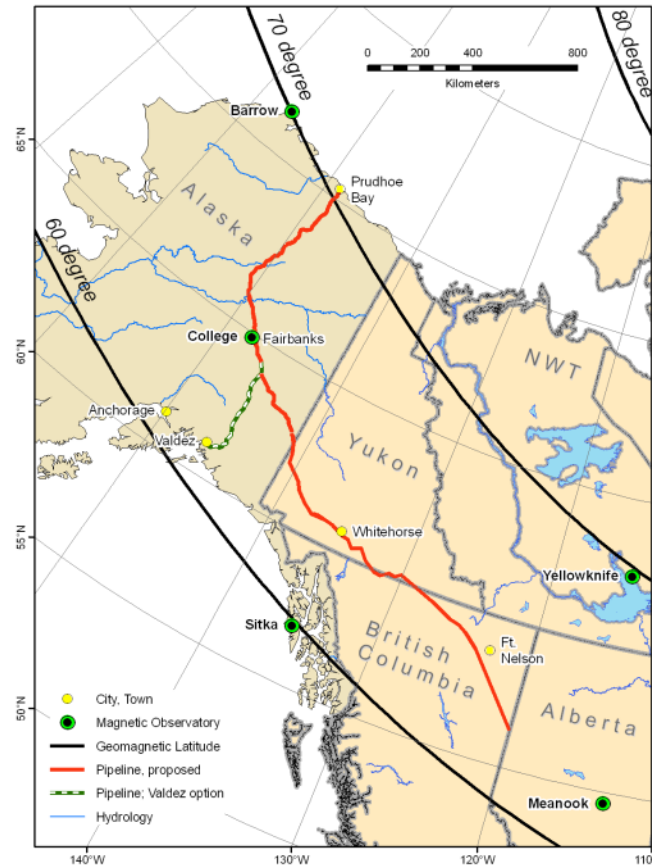 70 degree
80 degree
0 200 400 800
Kilometers
Barrow
65°N
Prudhoe
Bay
Alaska
60 degree
College
Fairbanks
NWT
60°N
Anchorage
Valdez
Yukon
Whitehorse
55°N
Yellowknife
Sitka
British
Columbia
Ft.
Nelson
Alberta
50°N
City, Town
Magnetic Observatory
Geomagnetic Latitude
Pipeline, proposed
Pipeline; Valdez option
Hydrology
Meanook
140°W
130°W
120°W
110°